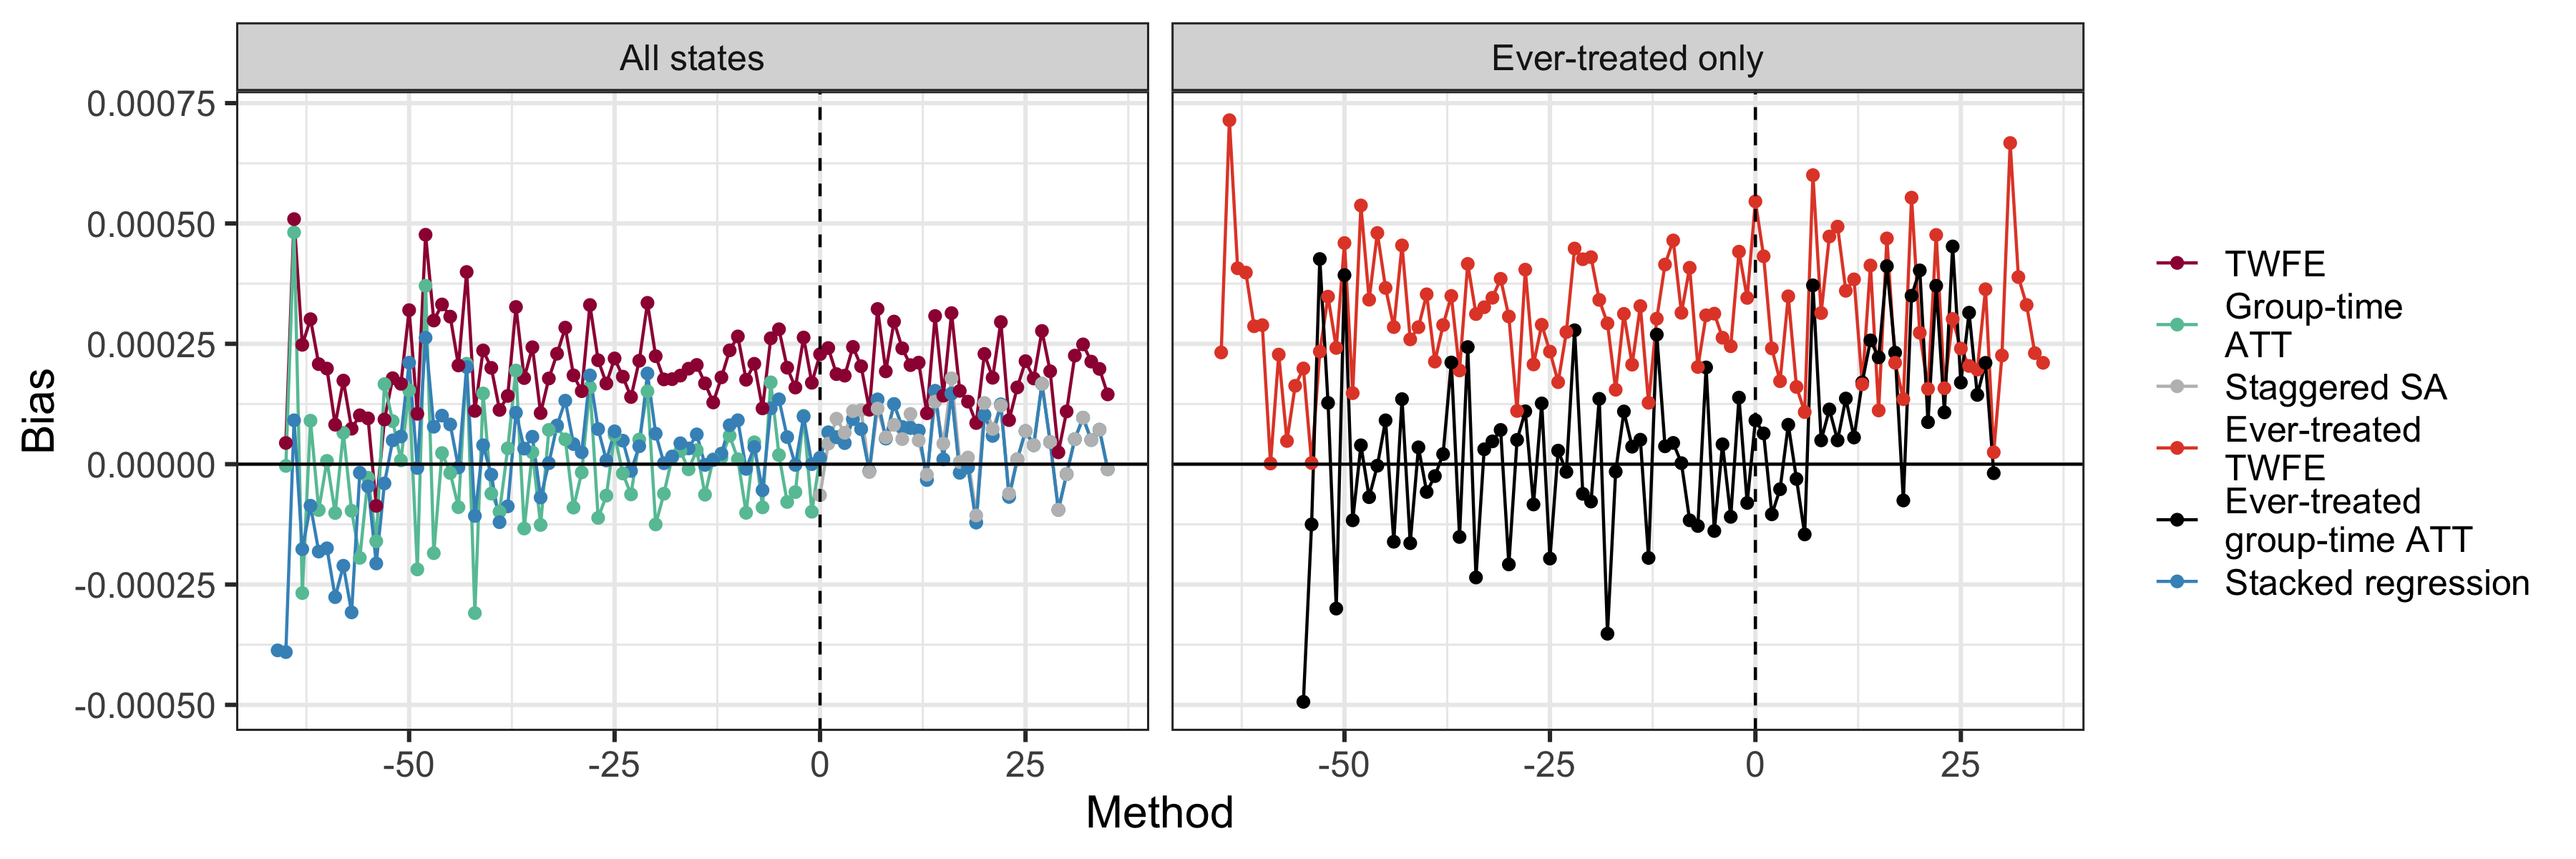 All states
Ever-treated only
0.00075
0.00050
0.00025
0.00000
-0.00025
-0.00050
Bias
-50
-25
0
25
-50
-25
0
25
Method
TWFE
Group-time
ATT
Staggered SA
Ever-treated
TWFE
Ever-treated
group-time ATT
Stacked regression